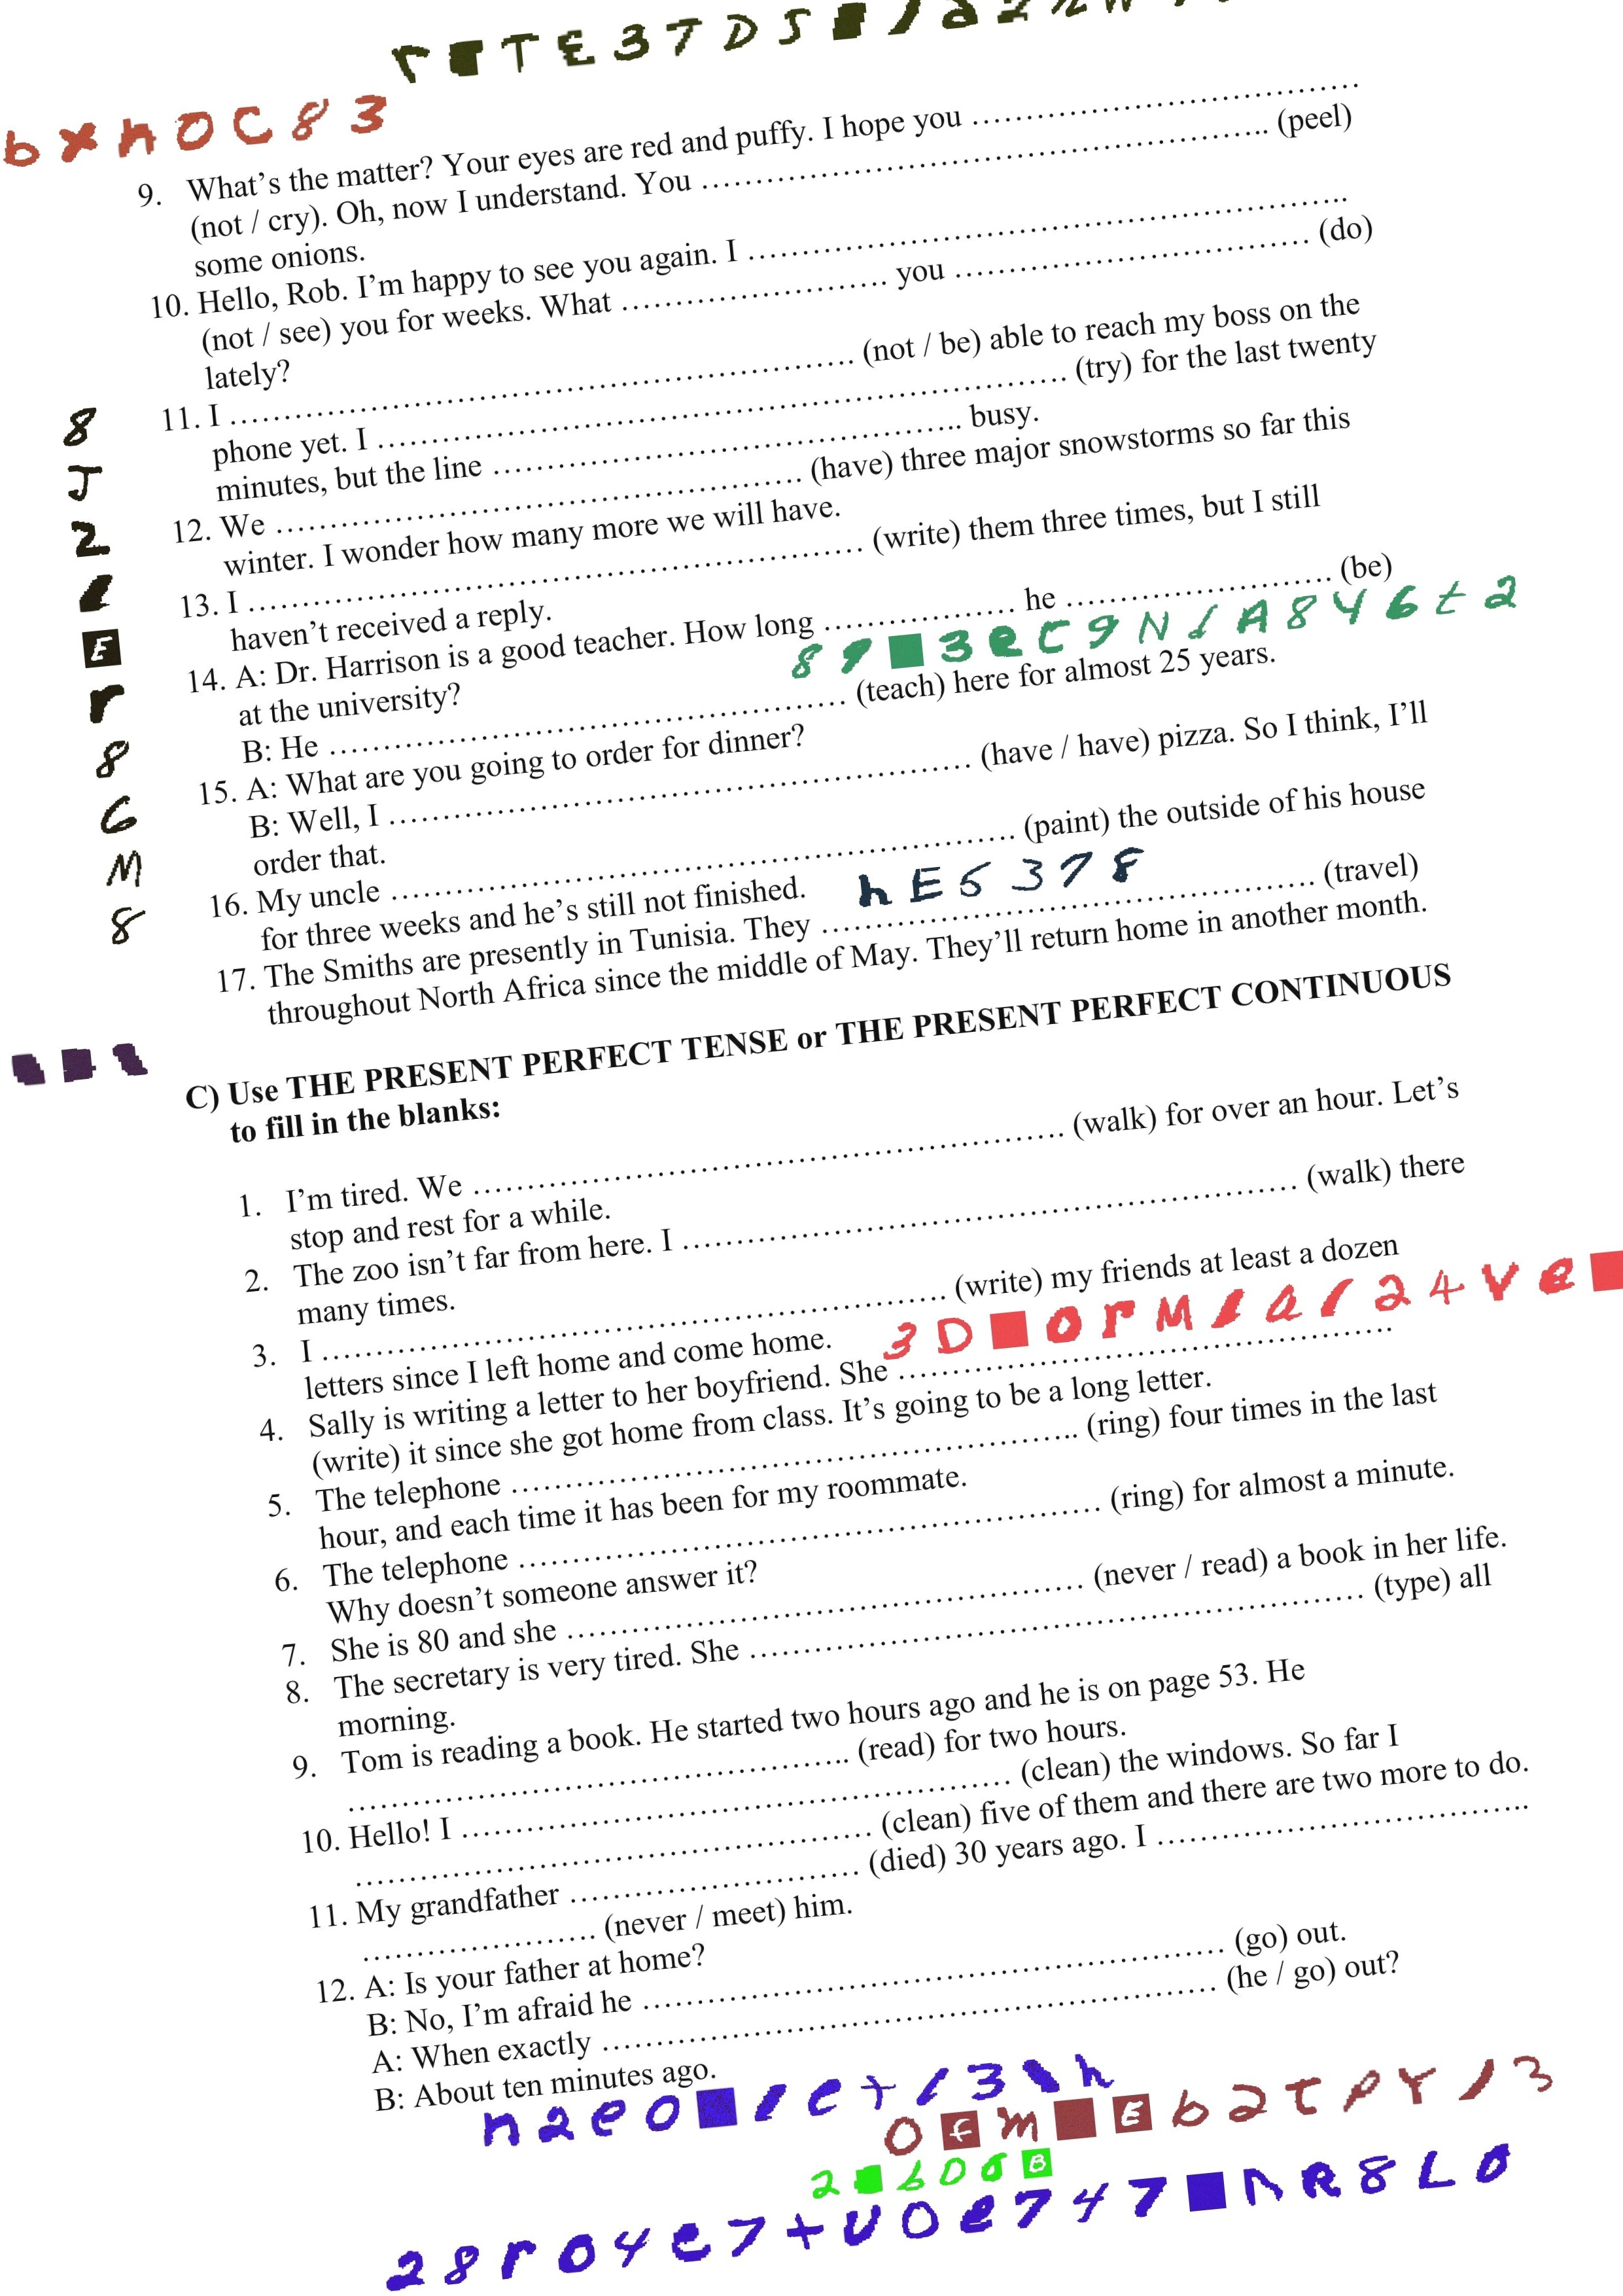 9. What's the matter? Your eyes are red and puffy. I hope you ……………………………
(not / cry). Oh, now I understand. You …………………………………………….. (peel)
some onions.
10. Hello, Rob. I'm happy to see you again. I …………………………………………..
(not / see) you for weeks. What ……………………. you …………………………… (do)
lately?
11. I …………………………………………………. (not / be) able to reach my boss on the
phone yet. I ………………………………………………………. (try) for the last twenty
minutes, but the line …………………………………….. busy.
12. We …………………………………………. (have) three major snowstorms so far this
winter. I wonder how many more we will have.
13. I ………………………………………………… (write) them three times, but I still
haven't received a reply.
14. A: Dr. Harrison is a good teacher. How long ……………… he …………………… (be)
at the university?
B: He ………………………………………… (teach) here for almost 25 years.
15. A: What are you going to order for dinner?
B: Well, I ……………………………………………… (have / have) pizza. So I think, I'll
order that.
16. My uncle …………………………………………………. (paint) the outside of his house
for three weeks and he's still not finished.
hE5378
17. The Smiths are presently in Tunisia. They ……………………………………… (travel)
throughout North Africa since the middle of May. They'll return home in another month.
C) Use THE PRESENT PERFECT TENSE or THE PRESENT PERFECT CONTINUOUS
to fill in the blanks:
1. I'm tired. We ………………………………………………. (walk) for over an hour. Let's
stop and rest for a while.
2. The zoo isn't far from here. I ………………………………………………… (walk) there
many times.
3. I …………………………………………………. (write) my friends at least a dozen
letters since I left home and come home.
4. Sally is writing a letter to her boyfriend. She ……………………………………
(write) it since she got home from class. It's going to be a long letter.
5. The telephone …………………………………………….. (ring) four times in the last
hour, and each time it has been for my roommate.
6. The telephone ……………………………………………… (ring) for almost a minute.
Why doesn't someone answer it?
7. She is 80 and she ………………………………………… (never / read) a book in her life.
8. The secretary is very tired. She ………………………………………………… (type) all
morning.
9. Tom is reading a book. He started two hours ago and he is on page 53. He
……………………………………….. (read) for two hours.
10. Hello! I ………………………………………… (clean) the windows. So far I
………………………………………… (clean) five of them and there are two more to do.
11. My grandfather ……………………… (died) 30 years ago. I ……………………………..
…………………. (never / meet) him.
12. A: Is your father at home?
B: No, I'm afraid he ……………………………………………… (go) out.
A: When exactly ………………………………………………… (he / go) out?
B: About ten minutes ago.